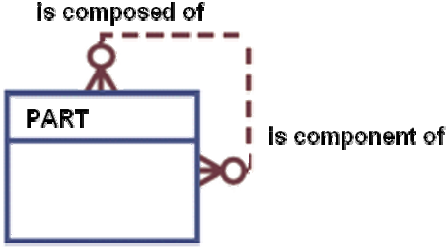 is composed of
PART
is component of